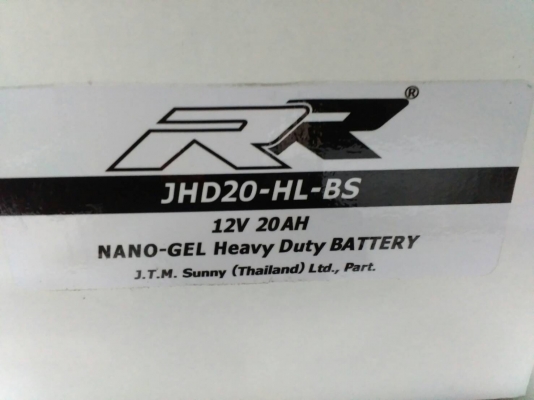 RR®
JHD20-HL-BS
12V 20AH
NANO-GEL Heavy Duty BATTERY
J.T.M. Sunny (Thailand) Ltd., Part.